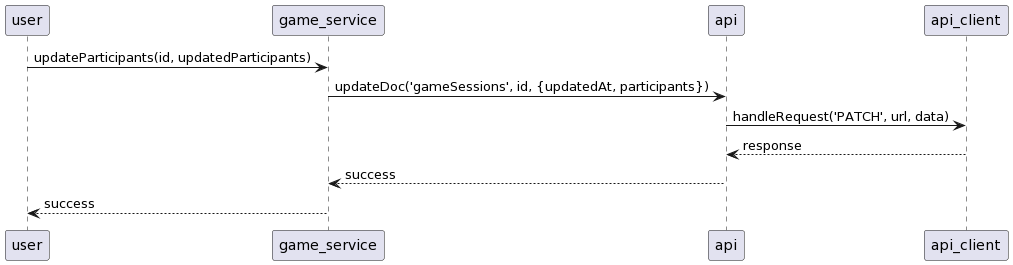 user game_service api api_client
updateParticipants(id, updatedParticipants)
updateDoc('gameSessions', id, {updatedAt, participants})
handleRequest('PATCH', url, data)
response
success
success
user game_service api api_client